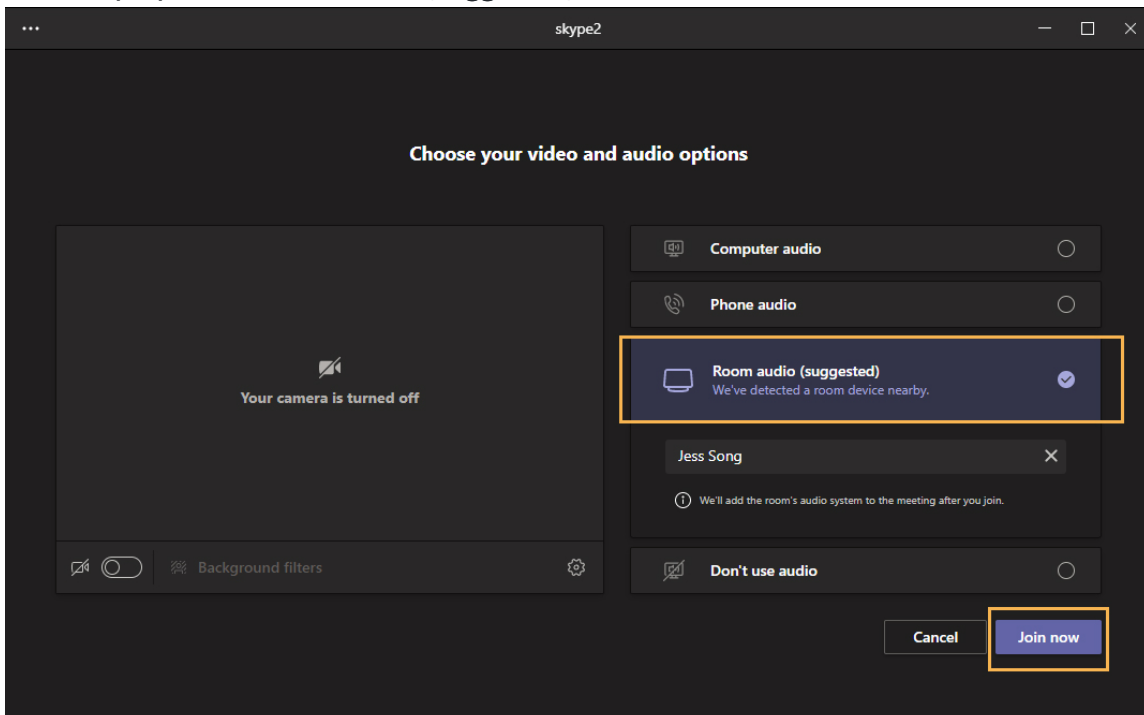 skype2
Choose your video and audio options
Your camera is turned off
Background filters
Computer audio
Phone audio
Room audio (suggested)
We've detected a room device nearby.
Jess Song
We'll add the room's audio system to the meeting after you join.
Don't use audio
Cancel
Join now